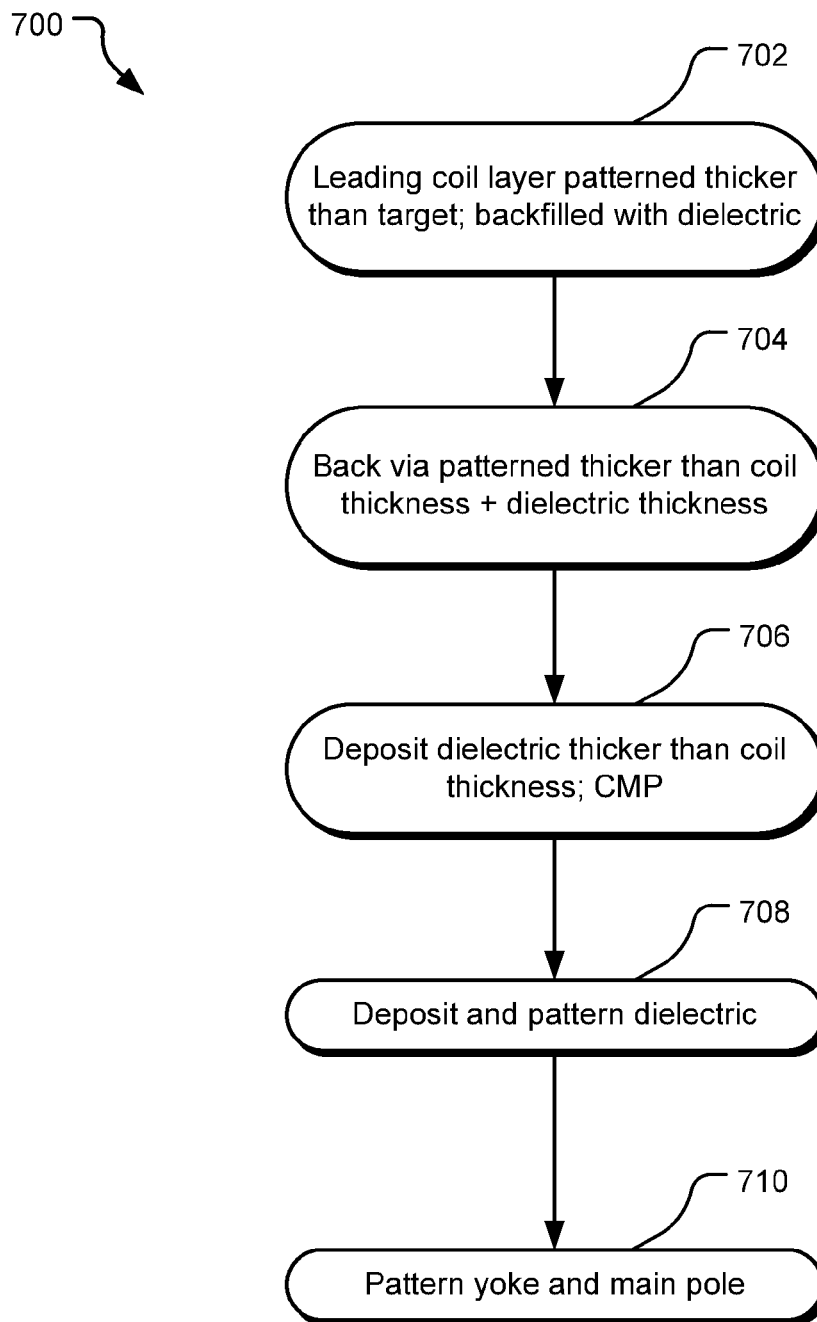 700
702
Leading coil layer patterned thicker
than target; backfilled with dielectric
704
Back via patterned thicker than coil
thickness + dielectric thickness
706
Deposit dielectric thicker than coil
thickness; CMP
708
Deposit and pattern dielectric
710
Pattern yoke and main pole